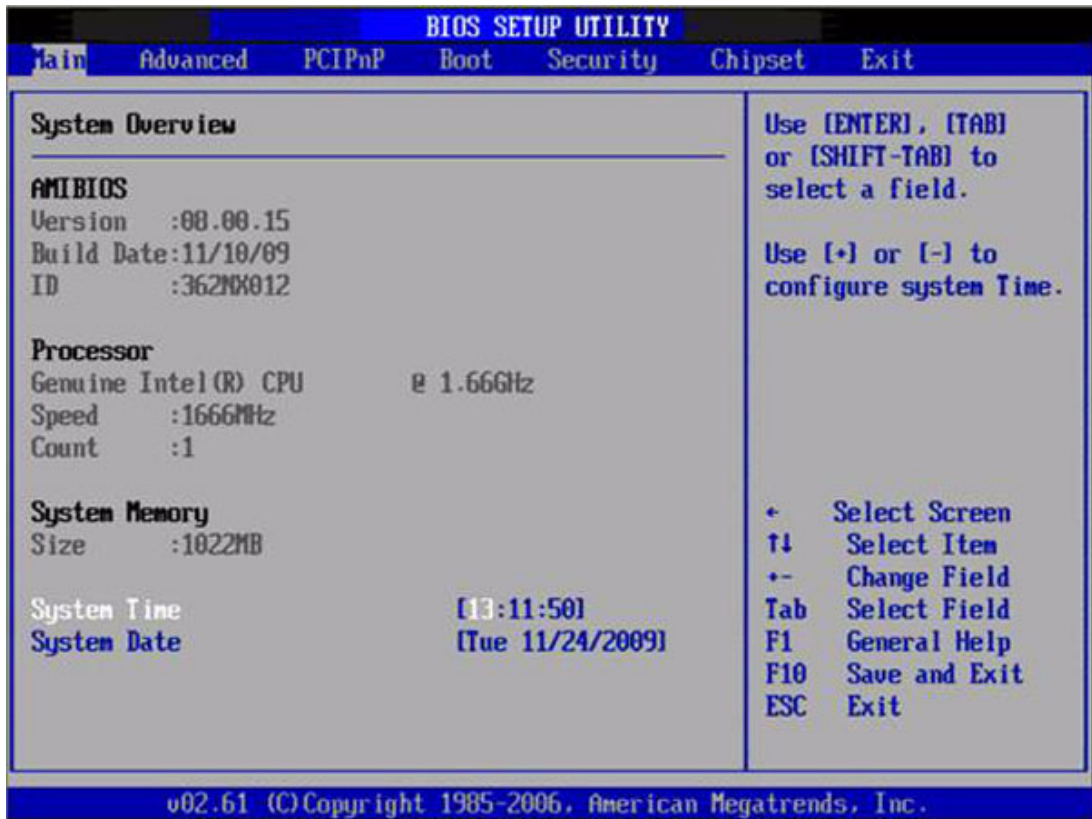 BIOS SETUP UTILITY
Main Advanced PCIPnP Boot Security Chipset Exit
System Overview
AMIBIOS
Version :08.00.15
Build Date:11/10/09
ID :362NX012
Processor
Genuine Intel(R) CPU @ 1.66GHz
Speed :1666MHz
Count :1
System Memory
Size :1022MB
System Time [13:11:50]
System Date [Tue 11/24/2009]
Use [ENTER], [TAB]
or [SHIFT-TAB] to
select a field.
Use [+] or [-] to
configure system Time.
← Select Screen
↑↓ Select Item
+- Change Field
Tab Select Field
F1 General Help
F10 Save and Exit
ESC Exit
v02.61 (C)Copyright 1985-2006, American Megatrends, Inc.